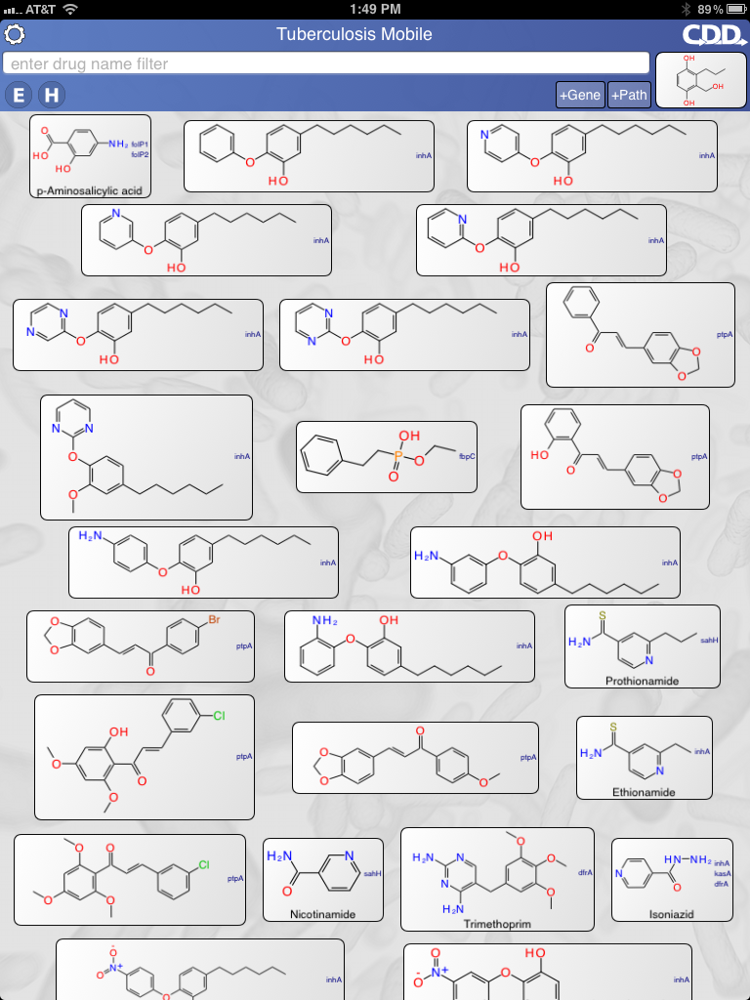 AT&T 1:49 PM 89%
Tuberculosis Mobile CDD
enter drug name filter
E H +Gene +Path
OH
OH
OH
O
HO
HO
NH₂
folP1
folP2
p-Aminosalicylic acid
O
HO
inhA
N
O
HO
inhA
N
O
HO
inhA
N
O
HO
inhA
N
N
O
HO
inhA
N
N
O
HO
inhA
O
O
O
ptpA
N
N
O
O
inhA
OH
P
O
O
fbpC
HO
O
O
O
ptpA
H₂N
O
HO
inhA
H₂N
O
OH
inhA
O
O
O
Br
ptpA
NH₂
O
OH
inhA
S
H₂N
N
sahH
Prothionamide
Cl
OH
O
O
O
ptpA
O
O
O
O
ptpA
S
H₂N
N
inhA
Ethionamide
O
O
O
O
Cl
ptpA
H₂N
N
O
sahH
Nicotinamide
H₂N
N
N
H₂N
O
O
O
dfrA
Trimethoprim
N
HN
NH₂
O
inhA
kasA
dfrA
Isoniazid
O⁻
N⁺
O
O
inhA
O
N⁺
⁻O
O
HO
inhA